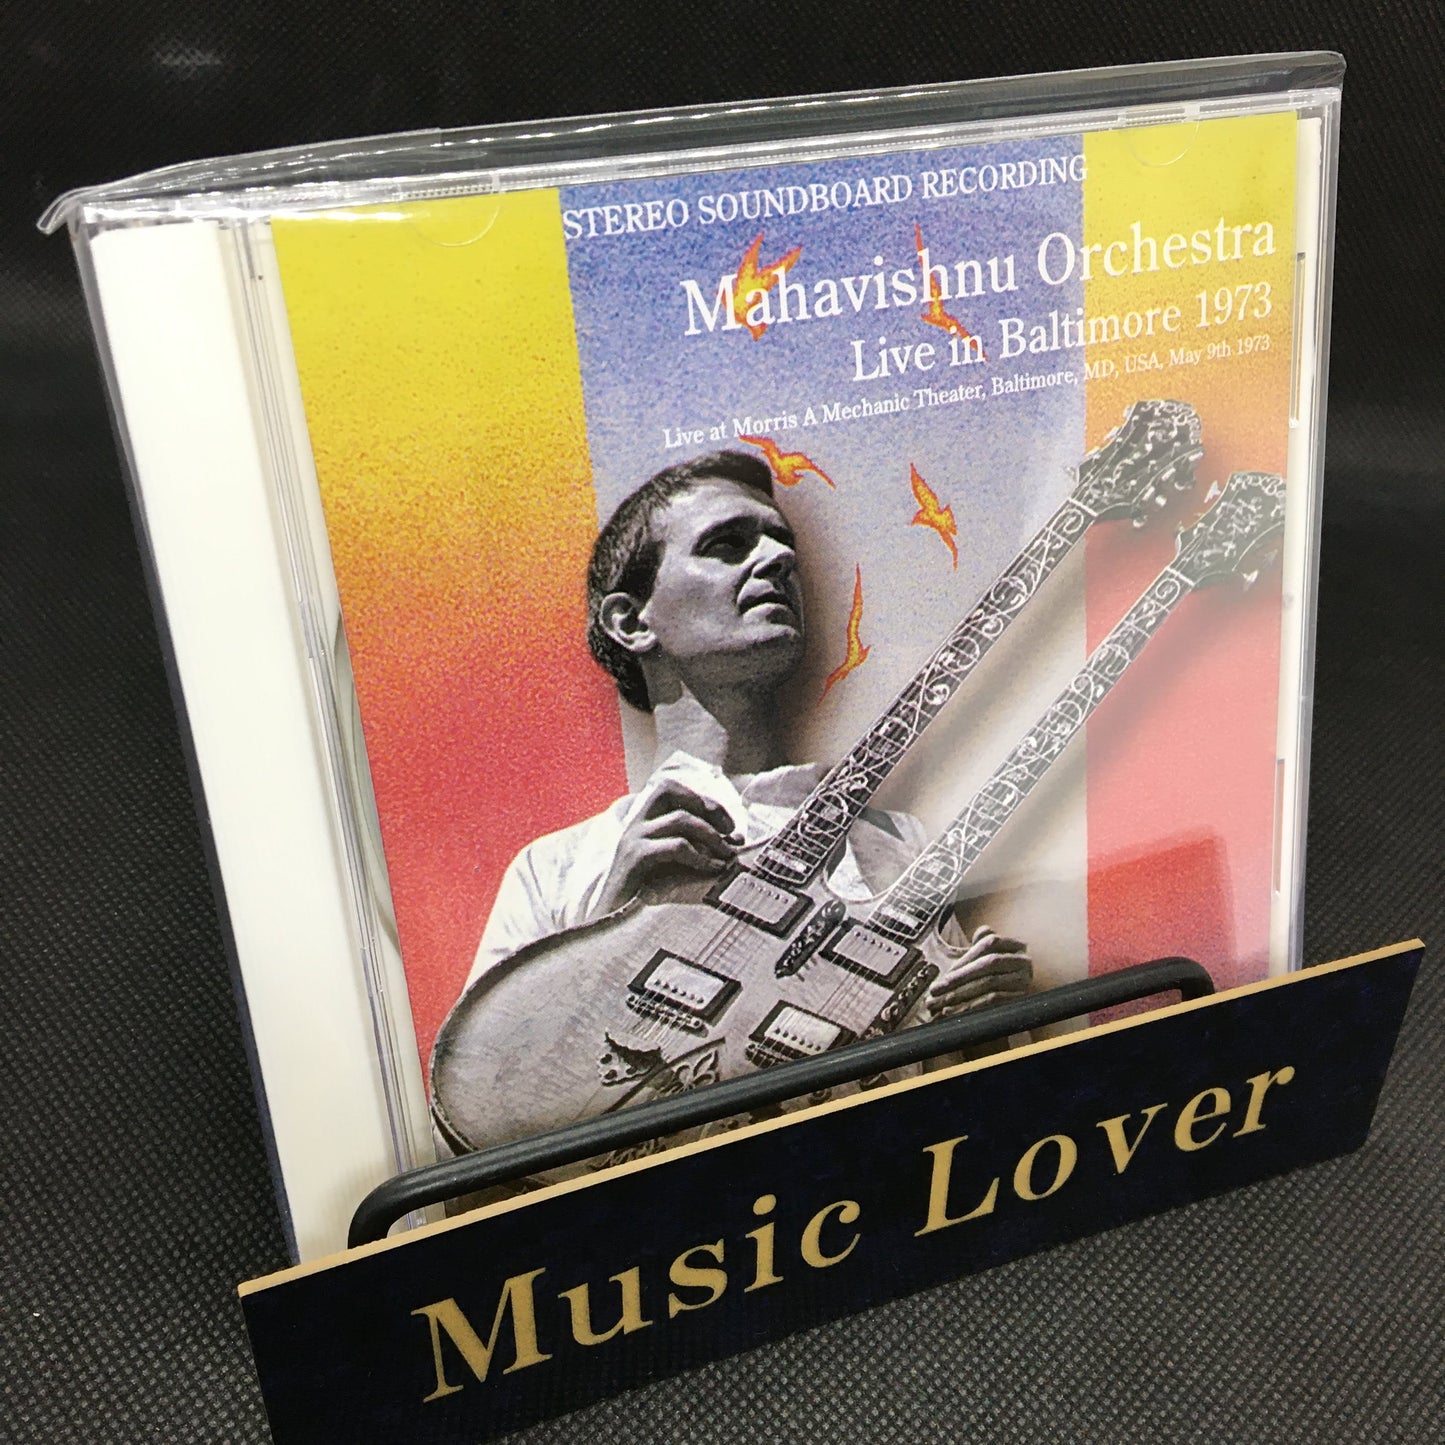 STEREO SOUNDBOARD RECORDING
Mahavishnu Orchestra
Live in Baltimore 1973
Live at Morris A Mechanic Theater, Baltimore, MD, USA, May 9th 1973
Music Lover